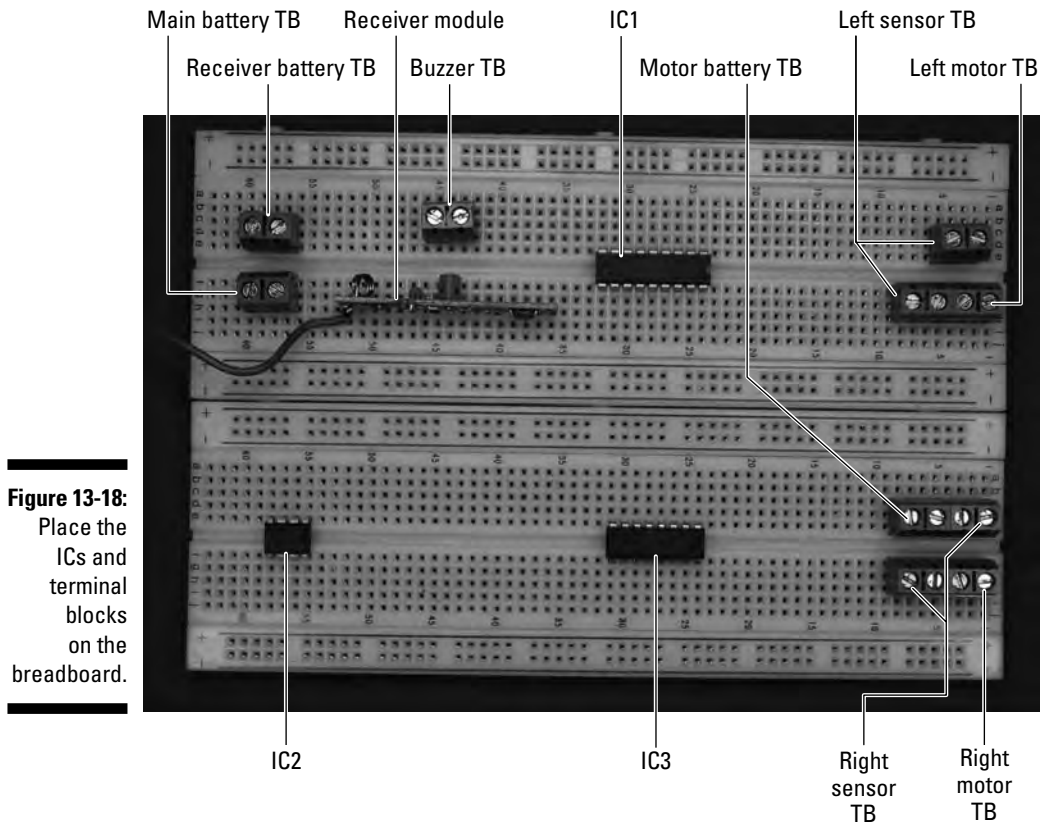 Main battery TB
Receiver module
IC1
Left sensor TB
Receiver battery TB
Buzzer TB
Motor battery TB
Left motor TB
Figure 13-18:
Place the
ICs and
terminal
blocks
on the
breadboard.
IC2
IC3
Right
sensor
TB
Right
motor
TB